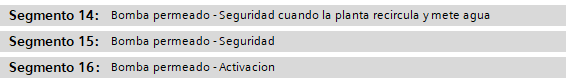 Segmento 14: Bomba permeado - Seguridad cuando la planta recircula y mete agua
Segmento 15: Bomba permeado - Seguridad
Segmento 16: Bomba permeado - Activacion